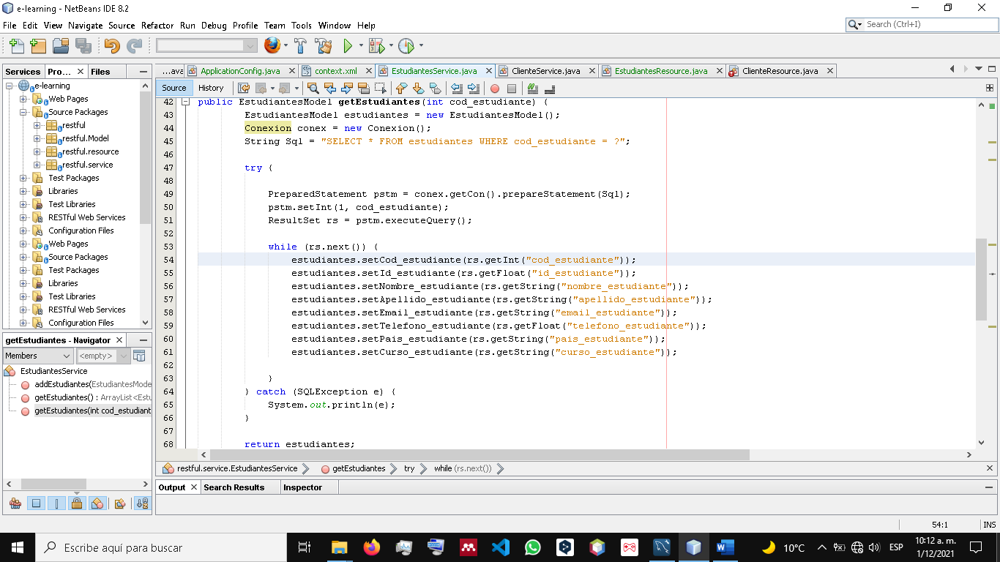 e-learning - NetBeans IDE 8.2
File Edit View Navigate Source Refactor Run Debug Profile Team Tools Window Help
Search (Ctrl+I)
Services Pro... Files
e-learning
Web Pages
Source Packages
restful
restful.Model
restful.resource
restful.service
Test Packages
Libraries
Test Libraries
RESTful Web Services
Configuration Files
Web Pages
Source Packages
Test Packages
Libraries
Test Libraries
RESTful Web Services
Configuration Files
getEstudiantes - Navigator
Members <empty>
EstudiantesService
addEstudiantes(EstudiantesMode
getEstudiantes() : ArrayList<Estu
getEstudiantes(int cod_estudiant
...ava ApplicationConfig.java context.xml EstudiantesService.java ClienteService.java EstudiantesResource.java ClienteResource.java
Source History
42 public EstudiantesModel getEstudiantes(int cod_estudiante) {
43 EstudiantesModel estudiantes = new EstudiantesModel();
44 Conexion conex = new Conexion();
45 String Sql = "SELECT * FROM estudiantes WHERE cod_estudiante = ?";
46
47 try {
48
49 PreparedStatement pstm = conex.getCon().prepareStatement(Sql);
50 pstm.setInt(1, cod_estudiante);
51 ResultSet rs = pstm.executeQuery();
52
53 while (rs.next()) {
54 estudiantes.setCod_estudiante(rs.getInt("cod_estudiante"));
55 estudiantes.setId_estudiante(rs.getFloat("id_estudiante"));
56 estudiantes.setNombre_estudiante(rs.getString("nombre_estudiante"));
57 estudiantes.setApellido_estudiante(rs.getString("apellido_estudiante"));
58 estudiantes.setEmail_estudiante(rs.getString("email_estudiante"));
59 estudiantes.setTelefono_estudiante(rs.getFloat("telefono_estudiante"));
60 estudiantes.setPais_estudiante(rs.getString("pais_estudiante"));
61 estudiantes.setCurso_estudiante(rs.getString("curso_estudiante"));
62
63 }
64 } catch (SQLException e) {
65 System.out.println(e);
66 }
67
68 return estudiantes;
restful.service.EstudiantesService getEstudiantes try while (rs.next())
Output Search Results Inspector
54:1 INS
Escribe aquí para buscar
10°C
ESP
10:12 a. m.
1/12/2021